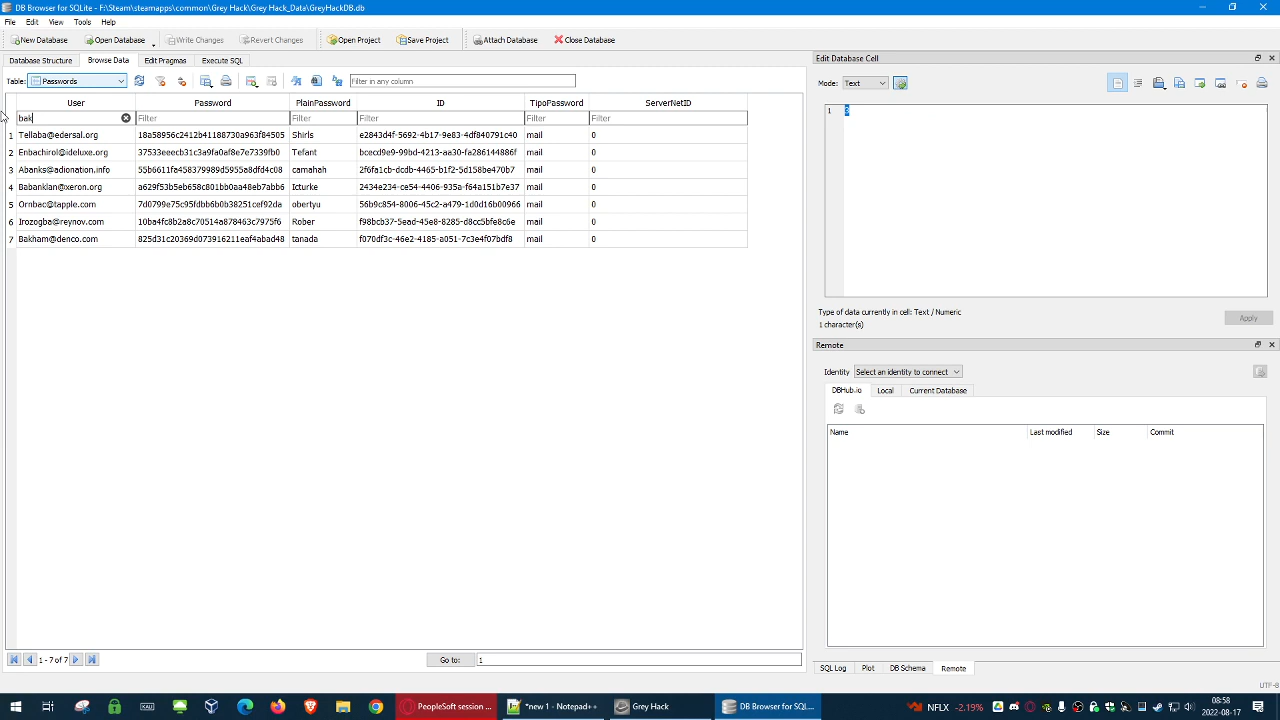 DB Browser for SQLite - F:\Steam\steamapps\common\Grey Hack\Grey Hack_Data\GreyHackDB.db
File Edit View Tools Help
New Database Open Database Write Changes Revert Changes Open Project Save Project Attach Database Close Database
Database Structure Browse Data Edit Pragmas Execute SQL
Table: Passwords Filter in any column
User Password PlainPassword ID TipoPassword ServerNetID
bak Filter Filter Filter Filter Filter
1 Tellaba@edersal.org 18a58956c2412b41188730a963f84505 Shirls e2843d4f-5692-4b17-9e83-4df840791c40 mail 0
2 Enbachirol@ideluxe.org 37533eeecb31c3a9fa0af8e7e7339fb0 Tefant bcecd9e9-99bd-4213-aa30-fa286144886f mail 0
3 Abanks@adionation.info 55b6611fa458379989d5955a8dfd4c08 camahah 2f6fa1cb-dcdb-4465-b1f2-5d158be470b7 mail 0
4 Babanklan@xeron.org a629f53b5eb658c801bb0aa48eb7abb6 Icturke 2434e234-ce54-4406-935a-f64a151b7e37 mail 0
5 Ornbac@tapple.com 7d0799e75c95fdbb6b0b38251cef92da obertyu 56b9c854-8006-45c2-a479-1d0d16b00966 mail 0
6 Irozogba@reynov.com 10ba4fc8b2a8c70514a878463c7975f6 Rober f98bcb37-5ead-45e8-8285-d8cc5bfe8c6e mail 0
7 Bakham@denco.com 825d31c20369d073916211eaf4abad48 tanada f070df3c-46e2-4185-a051-7c3e4f07bdf8 mail 0
1 - 7 of 7 Go to: 1
Edit Database Cell
Mode: Text
1
Type of data currently in cell: Text / Numeric
1 character(s)
Apply
Remote
Identity Select an identity to connect
DBHub.io Local Current Database
Name Last modified Size Commit
SQL Log Plot DB Schema Remote
UTF-8
PeopleSoft session ... *new 1 - Notepad++ Grey Hack DB Browser for SQL... NFLX -2.19% 08:58
2022-08-17